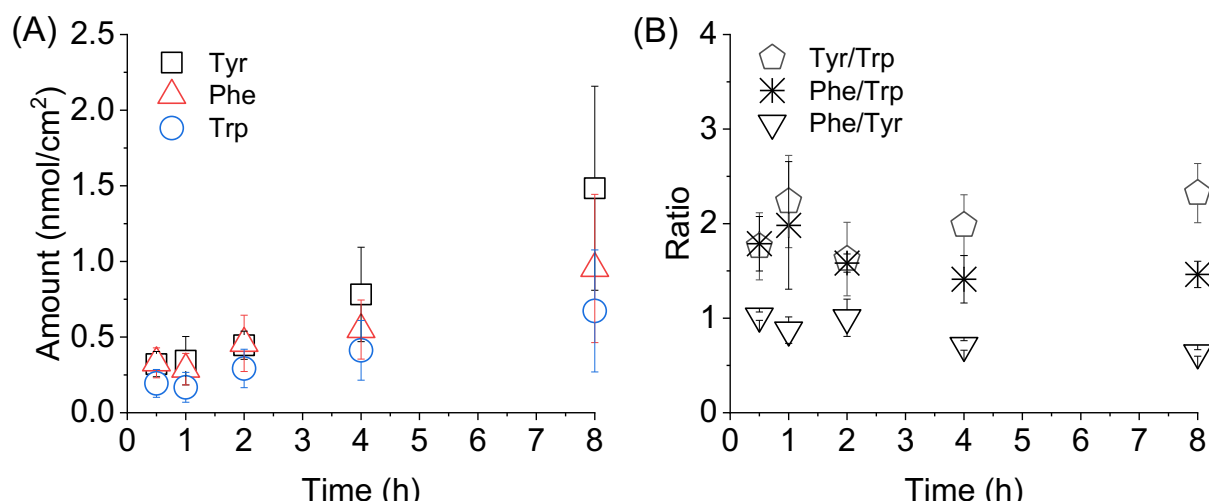 (A)
Tyr
Phe
Trp
Amount (nmol/cm²)
2.5
2.0
1.5
1.0
0.5
0.0
0 1 2 3 4 5 6 7 8
Time (h)
(B)
Tyr/Trp
Phe/Trp
Phe/Tyr
Ratio
4
3
2
1
0
0 1 2 3 4 5 6 7 8
Time (h)